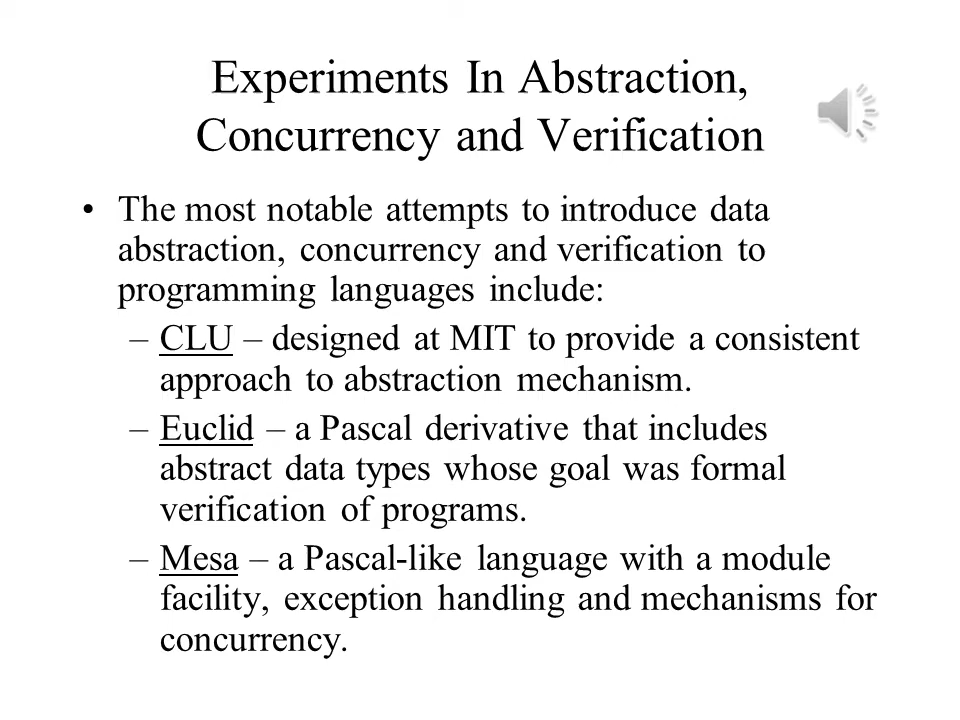 Experiments In Abstraction,
Concurrency and Verification
• The most notable attempts to introduce data
abstraction, concurrency and verification to
programming languages include:
– CLU – designed at MIT to provide a consistent
approach to abstraction mechanism.
– Euclid – a Pascal derivative that includes
abstract data types whose goal was formal
verification of programs.
– Mesa – a Pascal-like language with a module
facility, exception handling and mechanisms for
concurrency.